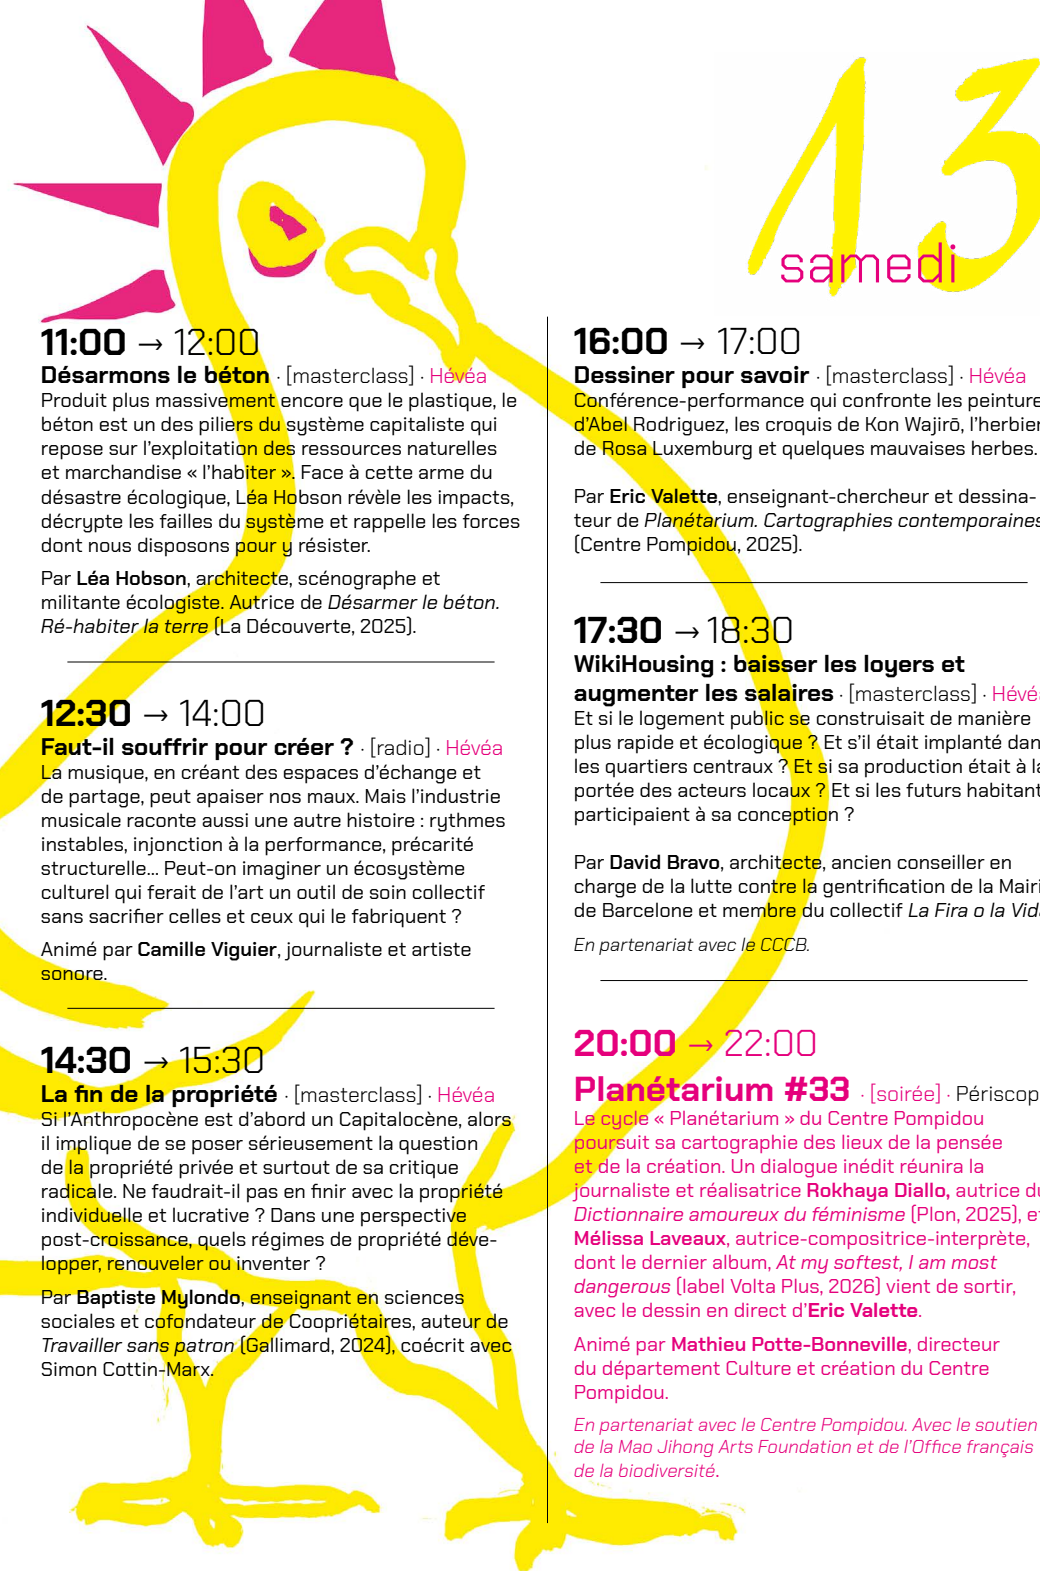 13
samedi
11:00 → 12:00
Désarmons le béton · [masterclass] · Hévéa
Produit plus massivement encore que le plastique, le
béton est un des piliers du système capitaliste qui
repose sur l'exploitation des ressources naturelles
et marchandise « l'habiter ». Face à cette arme du
désastre écologique, Léa Hobson révèle les impacts,
décrypte les failles du système et rappelle les forces
dont nous disposons pour y résister.
Par Léa Hobson, architecte, scénographe et
militante écologiste. Autrice de Désarmer le béton.
Ré-habiter la terre (La Découverte, 2025).
12:30 → 14:00
Faut-il souffrir pour créer ? · [radio] · Hévéa
La musique, en créant des espaces d'échange et
de partage, peut apaiser nos maux. Mais l'industrie
musicale raconte aussi une autre histoire : rythmes
instables, injonction à la performance, précarité
structurelle... Peut-on imaginer un écosystème
culturel qui ferait de l'art un outil de soin collectif
sans sacrifier celles et ceux qui le fabriquent ?
Animé par Camille Viguier, journaliste et artiste
sonore.
14:30 → 15:30
La fin de la propriété · [masterclass] · Hévéa
Si l'Anthropocène est d'abord un Capitalocène, alors
il implique de se poser sérieusement la question
de la propriété privée et surtout de sa critique
radicale. Ne faudrait-il pas en finir avec la propriété
individuelle et lucrative ? Dans une perspective
post-croissance, quels régimes de propriété déve-
lopper, renouveler ou inventer ?
Par Baptiste Mylondo, enseignant en sciences
sociales et cofondateur de Coopriétaires, auteur de
Travailler sans patron (Gallimard, 2024), coécrit avec
Simon Cottin-Marx.
16:00 → 17:00
Dessiner pour savoir · [masterclass] · Hévéa
Conférence-performance qui confronte les peinture
d'Abel Rodriguez, les croquis de Kon Wajirō, l'herbier
de Rosa Luxemburg et quelques mauvaises herbes.
Par Eric Valette, enseignant-chercheur et dessina-
teur de Planétarium. Cartographies contemporaines
(Centre Pompidou, 2025).
17:30 → 18:30
WikiHousing : baisser les loyers et
augmenter les salaires · [masterclass] · Hévéa
Et si le logement public se construisait de manière
plus rapide et écologique ? Et s'il était implanté dan
les quartiers centraux ? Et si sa production était à la
portée des acteurs locaux ? Et si les futurs habitant
participaient à sa conception ?
Par David Bravo, architecte, ancien conseiller en
charge de la lutte contre la gentrification de la Mairi
de Barcelone et membre du collectif La Fira o la Vida
En partenariat avec le CCCB.
20:00 → 22:00
Planétarium #33 · [soirée] · Périscop
Le cycle « Planétarium » du Centre Pompidou
poursuit sa cartographie des lieux de la pensée
et de la création. Un dialogue inédit réunira la
journaliste et réalisatrice Rokhaya Diallo, autrice du
Dictionnaire amoureux du féminisme (Plon, 2025), et
Mélissa Laveaux, autrice-compositrice-interprète,
dont le dernier album, At my softest, I am most
dangerous (label Volta Plus, 2026) vient de sortir,
avec le dessin en direct d'Eric Valette.
Animé par Mathieu Potte-Bonneville, directeur
du département Culture et création du Centre
Pompidou.
En partenariat avec le Centre Pompidou. Avec le soutien
de la Mao Jihong Arts Foundation et de l'Office français
de la biodiversité.